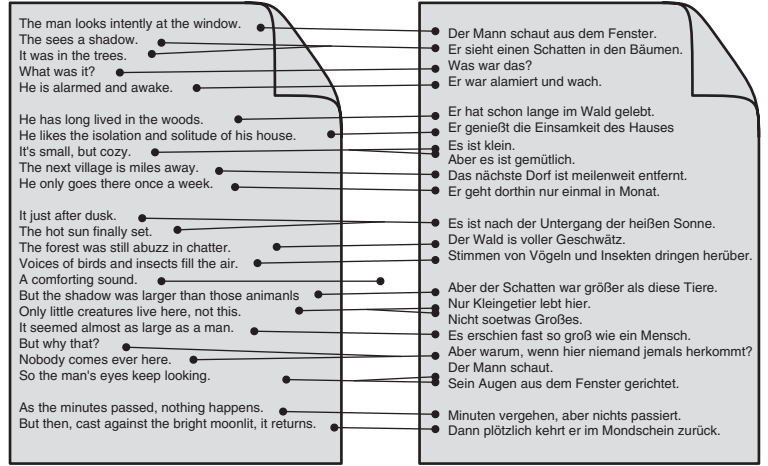 The man looks intently at the window.
The sees a shadow.
It was in the trees.
What was it?
He is alarmed and awake.
He has long lived in the woods.
He likes the isolation and solitude of his house.
It's small, but cozy.
The next village is miles away.
He only goes there once a week.
It just after dusk.
The hot sun finally set.
The forest was still abuzz in chatter.
Voices of birds and insects fill the air.
A comforting sound.
But the shadow was larger than those animanls
Only little creatures live here, not this.
It seemed almost as large as a man.
But why that?
Nobody comes ever here.
So the man's eyes keep looking.
As the minutes passed, nothing happens.
But then, cast against the bright moonlit, it returns.
Der Mann schaut aus dem Fenster.
Er sieht einen Schatten in den Bäumen.
Was war das?
Er war alamiert und wach.
Er hat schon lange im Wald gelebt.
Er genießt die Einsamkeit des Hauses
Es ist klein.
Aber es ist gemütlich.
Das nächste Dorf ist meilenweit entfernt.
Er geht dorthin nur einmal in Monat.
Es ist nach der Untergang der heißen Sonne.
Der Wald is voller Geschwätz.
Stimmen von Vögeln und Insekten dringen herüber.
Aber der Schatten war größer als diese Tiere.
Nur Kleingetier lebt hier.
Nicht soetwas Großes.
Es erschien fast so groß wie ein Mensch.
Aber warum, wenn hier niemand jemals herkommt?
Der Mann schaut.
Sein Augen aus dem Fenster gerichtet.
Minuten vergehen, aber nichts passiert.
Dann plötzlich kehrt er im Mondschein zurück.